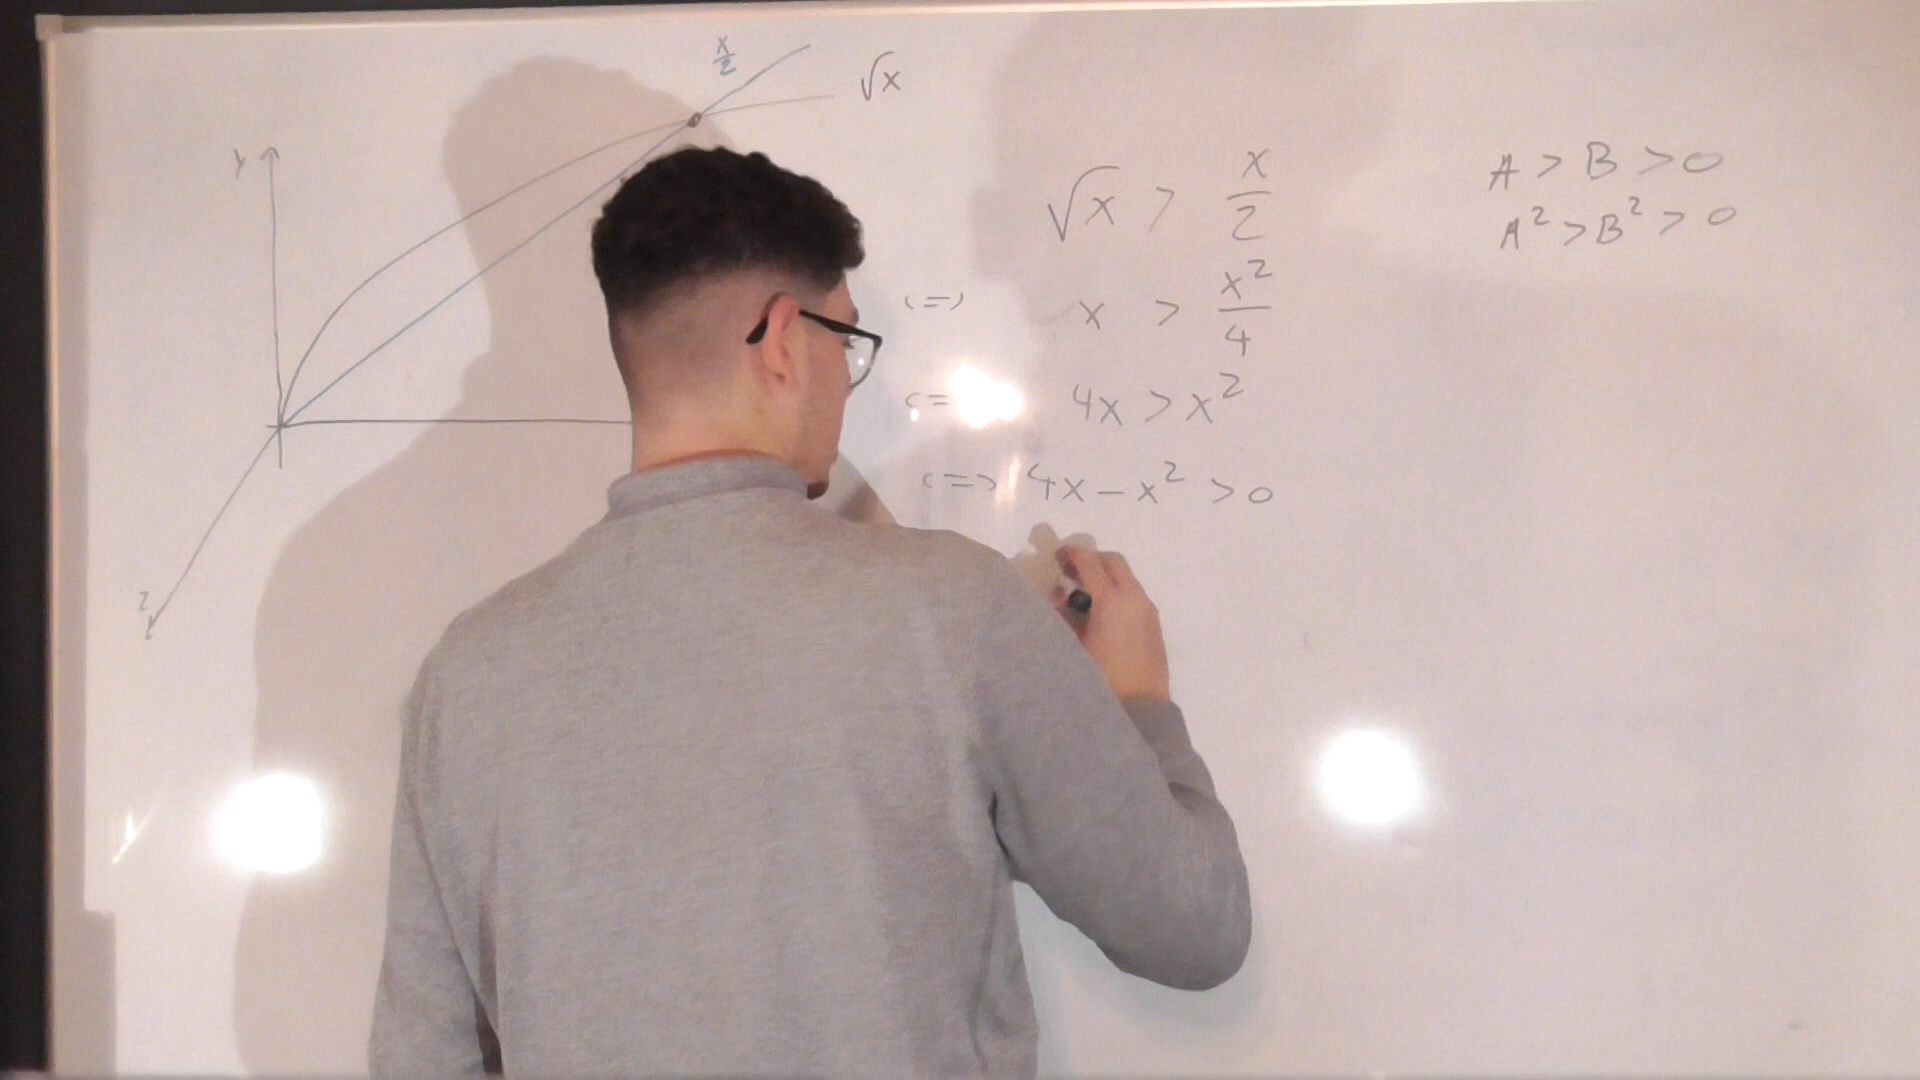 x/2
√x
y
z
√x > x/2
(=) x > x²/4
(= 4x > x²
<=> 4x - x² > 0
A > B > 0
A² > B² > 0